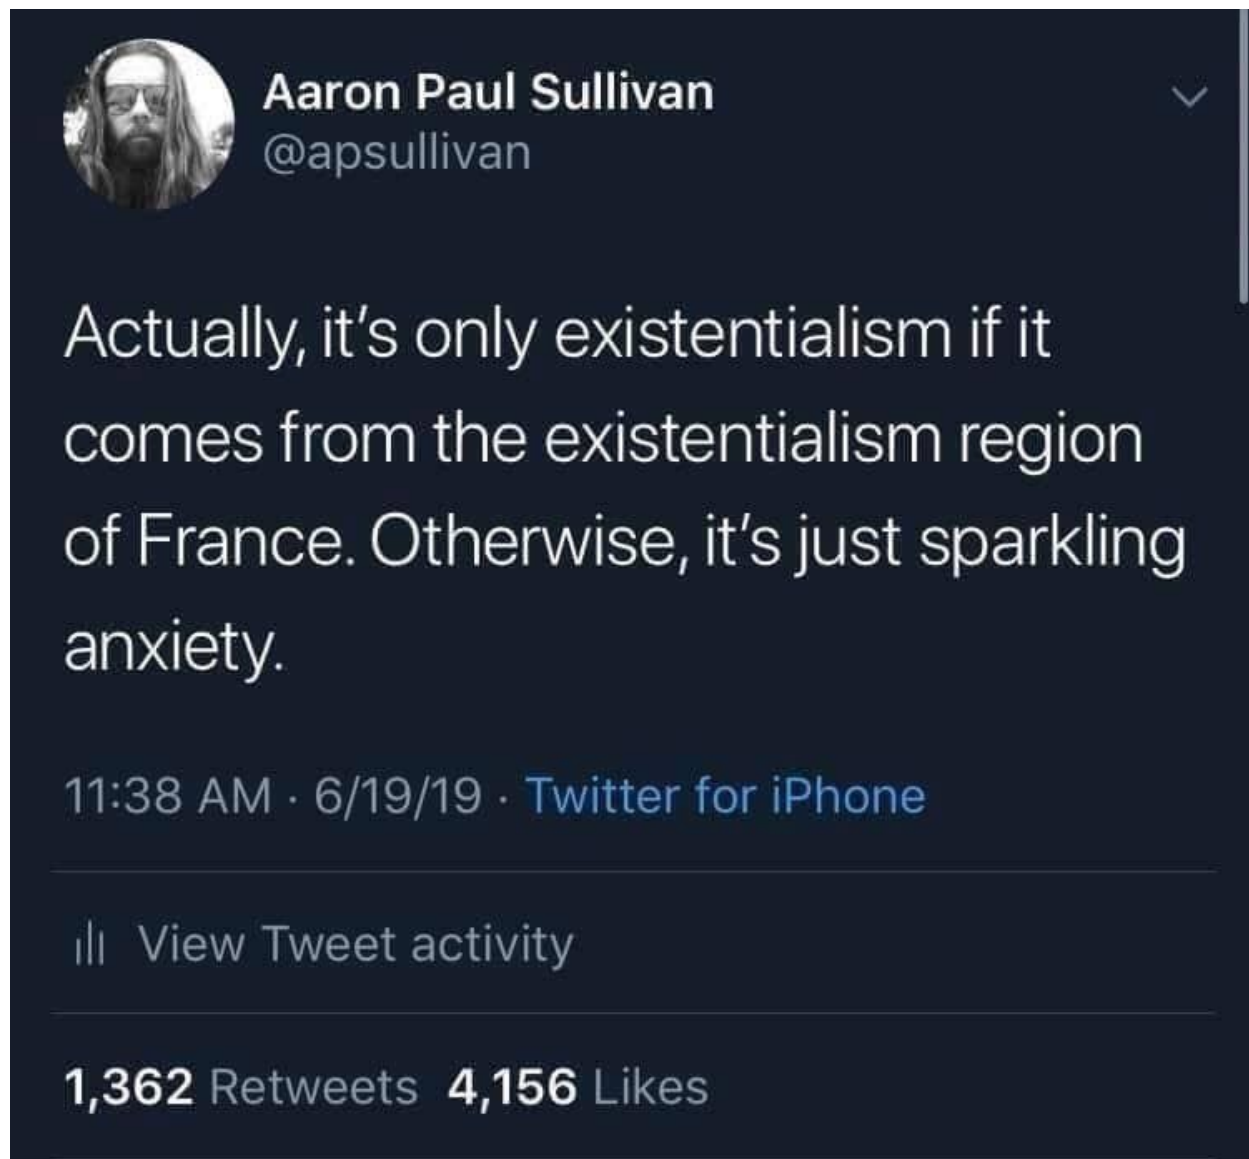 Aaron Paul Sullivan
@apsullivan
Actually, it’s only existentialism if it
comes from the existentialism region
of France. Otherwise, it’s just sparkling
anxiety.
11:38 AM · 6/19/19 · Twitter for iPhone
View Tweet activity
1,362 Retweets 4,156 Likes